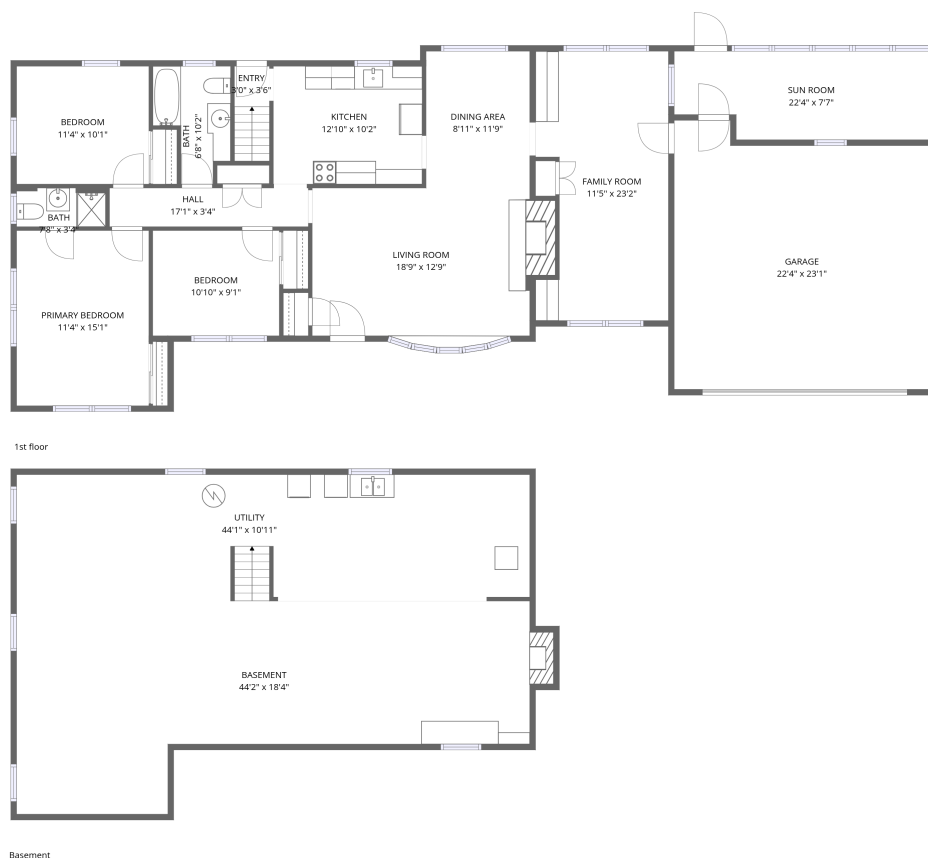 ENTRY
3'0" x 3'6"
SUN ROOM
22'4" x 7'7"
BEDROOM
11'4" x 10'1"
BATH
6'8" x 10'2"
KITCHEN
12'10" x 10'2"
DINING AREA
8'11" x 11'9"
FAMILY ROOM
11'5" x 23'2"
HALL
17'1" x 3'4"
BATH
7'8" x 3'4"
LIVING ROOM
18'9" x 12'9"
GARAGE
22'4" x 23'1"
BEDROOM
10'10" x 9'1"
PRIMARY BEDROOM
11'4" x 15'1"
1st floor
UTILITY
44'1" x 10'11"
BASEMENT
44'2" x 18'4"
Basement